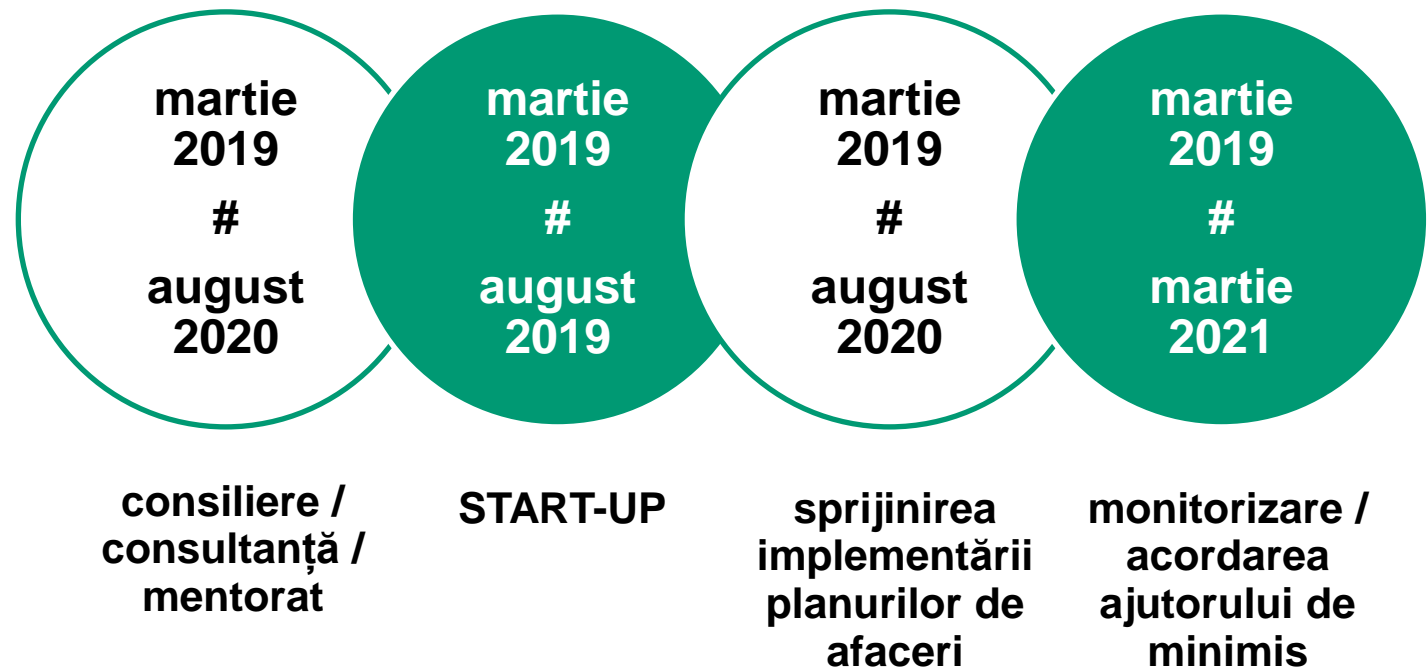 martie
2019
#
august
2020
martie
2019
#
august
2019
martie
2019
#
august
2020
martie
2019
#
martie
2021
consiliere /
consultanță /
mentorat
START-UP
sprijinirea
implementării
planurilor de
afaceri
monitorizare /
acordarea
ajutorului de
minimis